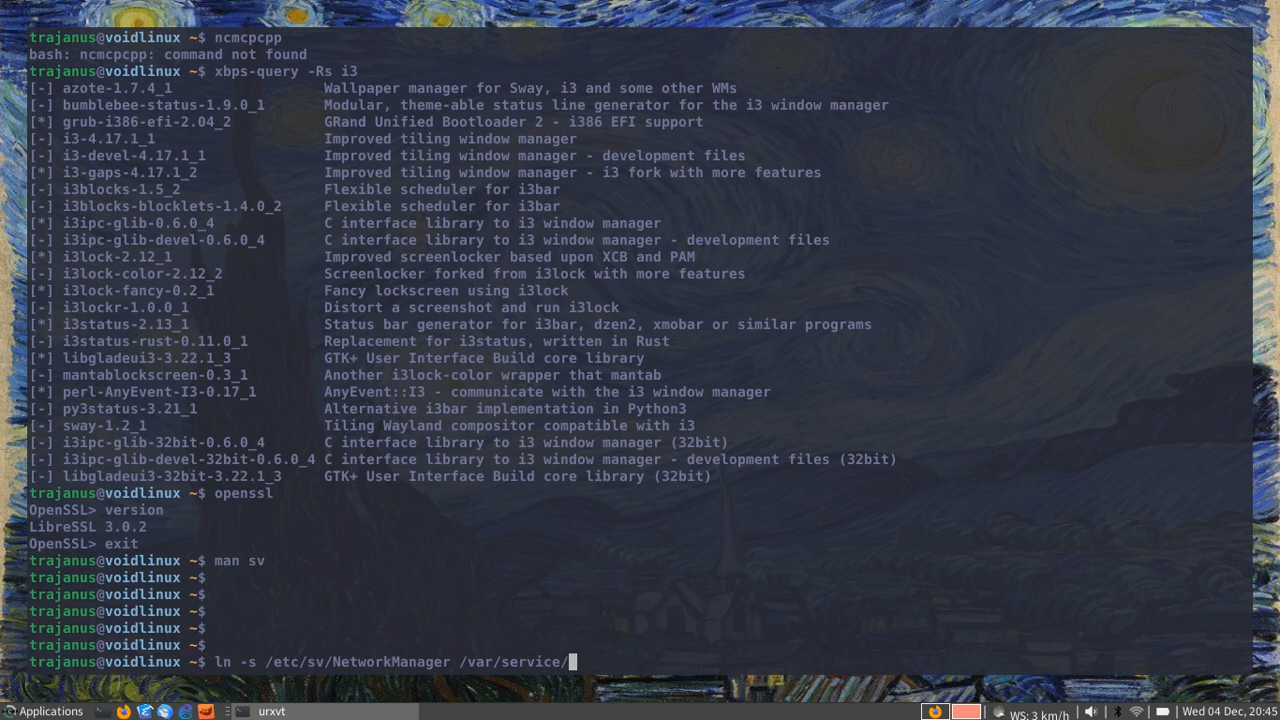 trajanus@voidlinux ~$ ncmcpcpp
bash: ncmcpcpp: command not found
trajanus@voidlinux ~$ xbps-query -Rs i3
[-] azote-1.7.4_1                  Wallpaper manager for Sway, i3 and some other WMs
[-] bumblebee-status-1.9.0_1       Modular, theme-able status line generator for the i3 window manager
[*] grub-i386-efi-2.04_2           GRand Unified Bootloader 2 - i386 EFI support
[-] i3-4.17.1_1                    Improved tiling window manager
[-] i3-devel-4.17.1_1              Improved tiling window manager - development files
[*] i3-gaps-4.17.1_2               Improved tiling window manager - i3 fork with more features
[-] i3blocks-1.5_2                 Flexible scheduler for i3bar
[-] i3blocks-blocklets-1.4.0_2     Flexible scheduler for i3bar
[*] i3ipc-glib-0.6.0_4             C interface library to i3 window manager
[-] i3ipc-glib-devel-0.6.0_4       C interface library to i3 window manager - development files
[*] i3lock-2.12_1                  Improved screenlocker based upon XCB and PAM
[-] i3lock-color-2.12_2            Screenlocker forked from i3lock with more features
[*] i3lock-fancy-0.2_1             Fancy lockscreen using i3lock
[-] i3lockr-1.0.0_1                Distort a screenshot and run i3lock
[*] i3status-2.13_1                Status bar generator for i3bar, dzen2, xmobar or similar programs
[-] i3status-rust-0.11.0_1         Replacement for i3status, written in Rust
[*] libgladeui3-3.22.1_3           GTK+ User Interface Build core library
[-] mantablockscreen-0.3_1         Another i3lock-color wrapper that mantab
[*] perl-AnyEvent-I3-0.17_1        AnyEvent::I3 - communicate with the i3 window manager
[-] py3status-3.21_1               Alternative i3bar implementation in Python3
[-] sway-1.2_1                     Tiling Wayland compositor compatible with i3
[-] i3ipc-glib-32bit-0.6.0_4       C interface library to i3 window manager (32bit)
[-] i3ipc-glib-devel-32bit-0.6.0_4 C interface library to i3 window manager - development files (32bit)
[-] libgladeui3-32bit-3.22.1_3     GTK+ User Interface Build core library (32bit)
trajanus@voidlinux ~$ openssl
OpenSSL> version
LibreSSL 3.0.2
OpenSSL> exit
trajanus@voidlinux ~$ man sv
trajanus@voidlinux ~$
trajanus@voidlinux ~$
trajanus@voidlinux ~$
trajanus@voidlinux ~$
trajanus@voidlinux ~$
trajanus@voidlinux ~$ ln -s /etc/sv/NetworkManager /var/service/
Applications urxvt WS: 3 km/h Wed 04 Dec, 20:45